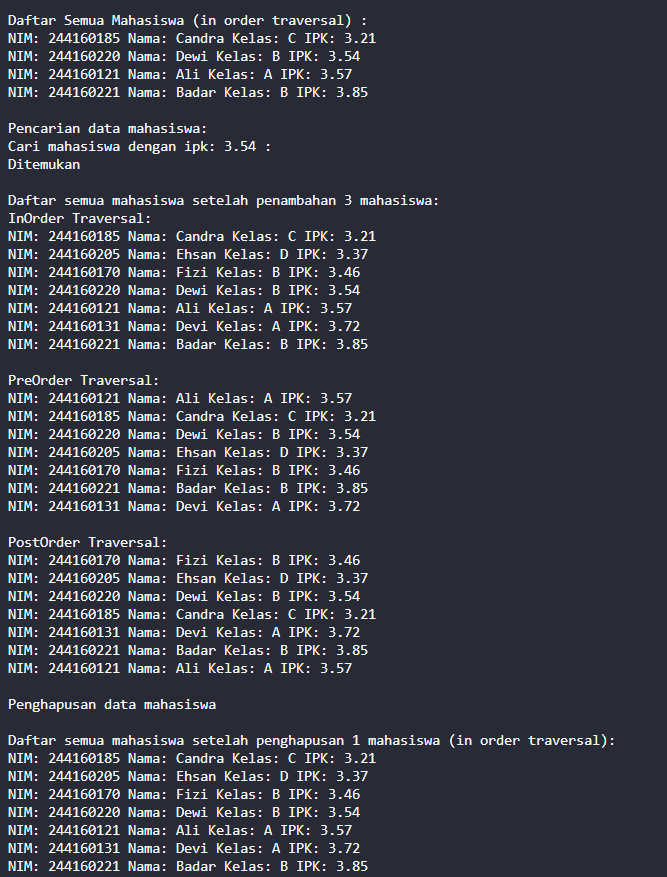 Daftar Semua Mahasiswa (in order traversal) :
NIM: 244160185 Nama: Candra Kelas: C IPK: 3.21
NIM: 244160220 Nama: Dewi Kelas: B IPK: 3.54
NIM: 244160121 Nama: Ali Kelas: A IPK: 3.57
NIM: 244160221 Nama: Badar Kelas: B IPK: 3.85
Pencarian data mahasiswa:
Cari mahasiswa dengan ipk: 3.54 :
Ditemukan
Daftar semua mahasiswa setelah penambahan 3 mahasiswa:
InOrder Traversal:
NIM: 244160185 Nama: Candra Kelas: C IPK: 3.21
NIM: 244160205 Nama: Ehsan Kelas: D IPK: 3.37
NIM: 244160170 Nama: Fizi Kelas: B IPK: 3.46
NIM: 244160220 Nama: Dewi Kelas: B IPK: 3.54
NIM: 244160121 Nama: Ali Kelas: A IPK: 3.57
NIM: 244160131 Nama: Devi Kelas: A IPK: 3.72
NIM: 244160221 Nama: Badar Kelas: B IPK: 3.85
PreOrder Traversal:
NIM: 244160121 Nama: Ali Kelas: A IPK: 3.57
NIM: 244160185 Nama: Candra Kelas: C IPK: 3.21
NIM: 244160220 Nama: Dewi Kelas: B IPK: 3.54
NIM: 244160205 Nama: Ehsan Kelas: D IPK: 3.37
NIM: 244160170 Nama: Fizi Kelas: B IPK: 3.46
NIM: 244160221 Nama: Badar Kelas: B IPK: 3.85
NIM: 244160131 Nama: Devi Kelas: A IPK: 3.72
PostOrder Traversal:
NIM: 244160170 Nama: Fizi Kelas: B IPK: 3.46
NIM: 244160205 Nama: Ehsan Kelas: D IPK: 3.37
NIM: 244160220 Nama: Dewi Kelas: B IPK: 3.54
NIM: 244160185 Nama: Candra Kelas: C IPK: 3.21
NIM: 244160131 Nama: Devi Kelas: A IPK: 3.72
NIM: 244160221 Nama: Badar Kelas: B IPK: 3.85
NIM: 244160121 Nama: Ali Kelas: A IPK: 3.57
Penghapusan data mahasiswa
Daftar semua mahasiswa setelah penghapusan 1 mahasiswa (in order traversal):
NIM: 244160185 Nama: Candra Kelas: C IPK: 3.21
NIM: 244160205 Nama: Ehsan Kelas: D IPK: 3.37
NIM: 244160170 Nama: Fizi Kelas: B IPK: 3.46
NIM: 244160220 Nama: Dewi Kelas: B IPK: 3.54
NIM: 244160121 Nama: Ali Kelas: A IPK: 3.57
NIM: 244160131 Nama: Devi Kelas: A IPK: 3.72
NIM: 244160221 Nama: Badar Kelas: B IPK: 3.85